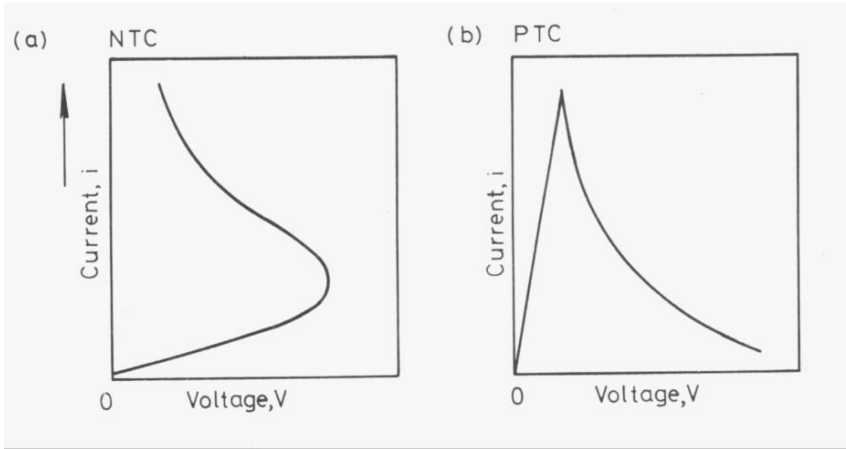 (a) NTC
Current, i
0
Voltage,V
(b) PTC
Current, i
0
Voltage,V